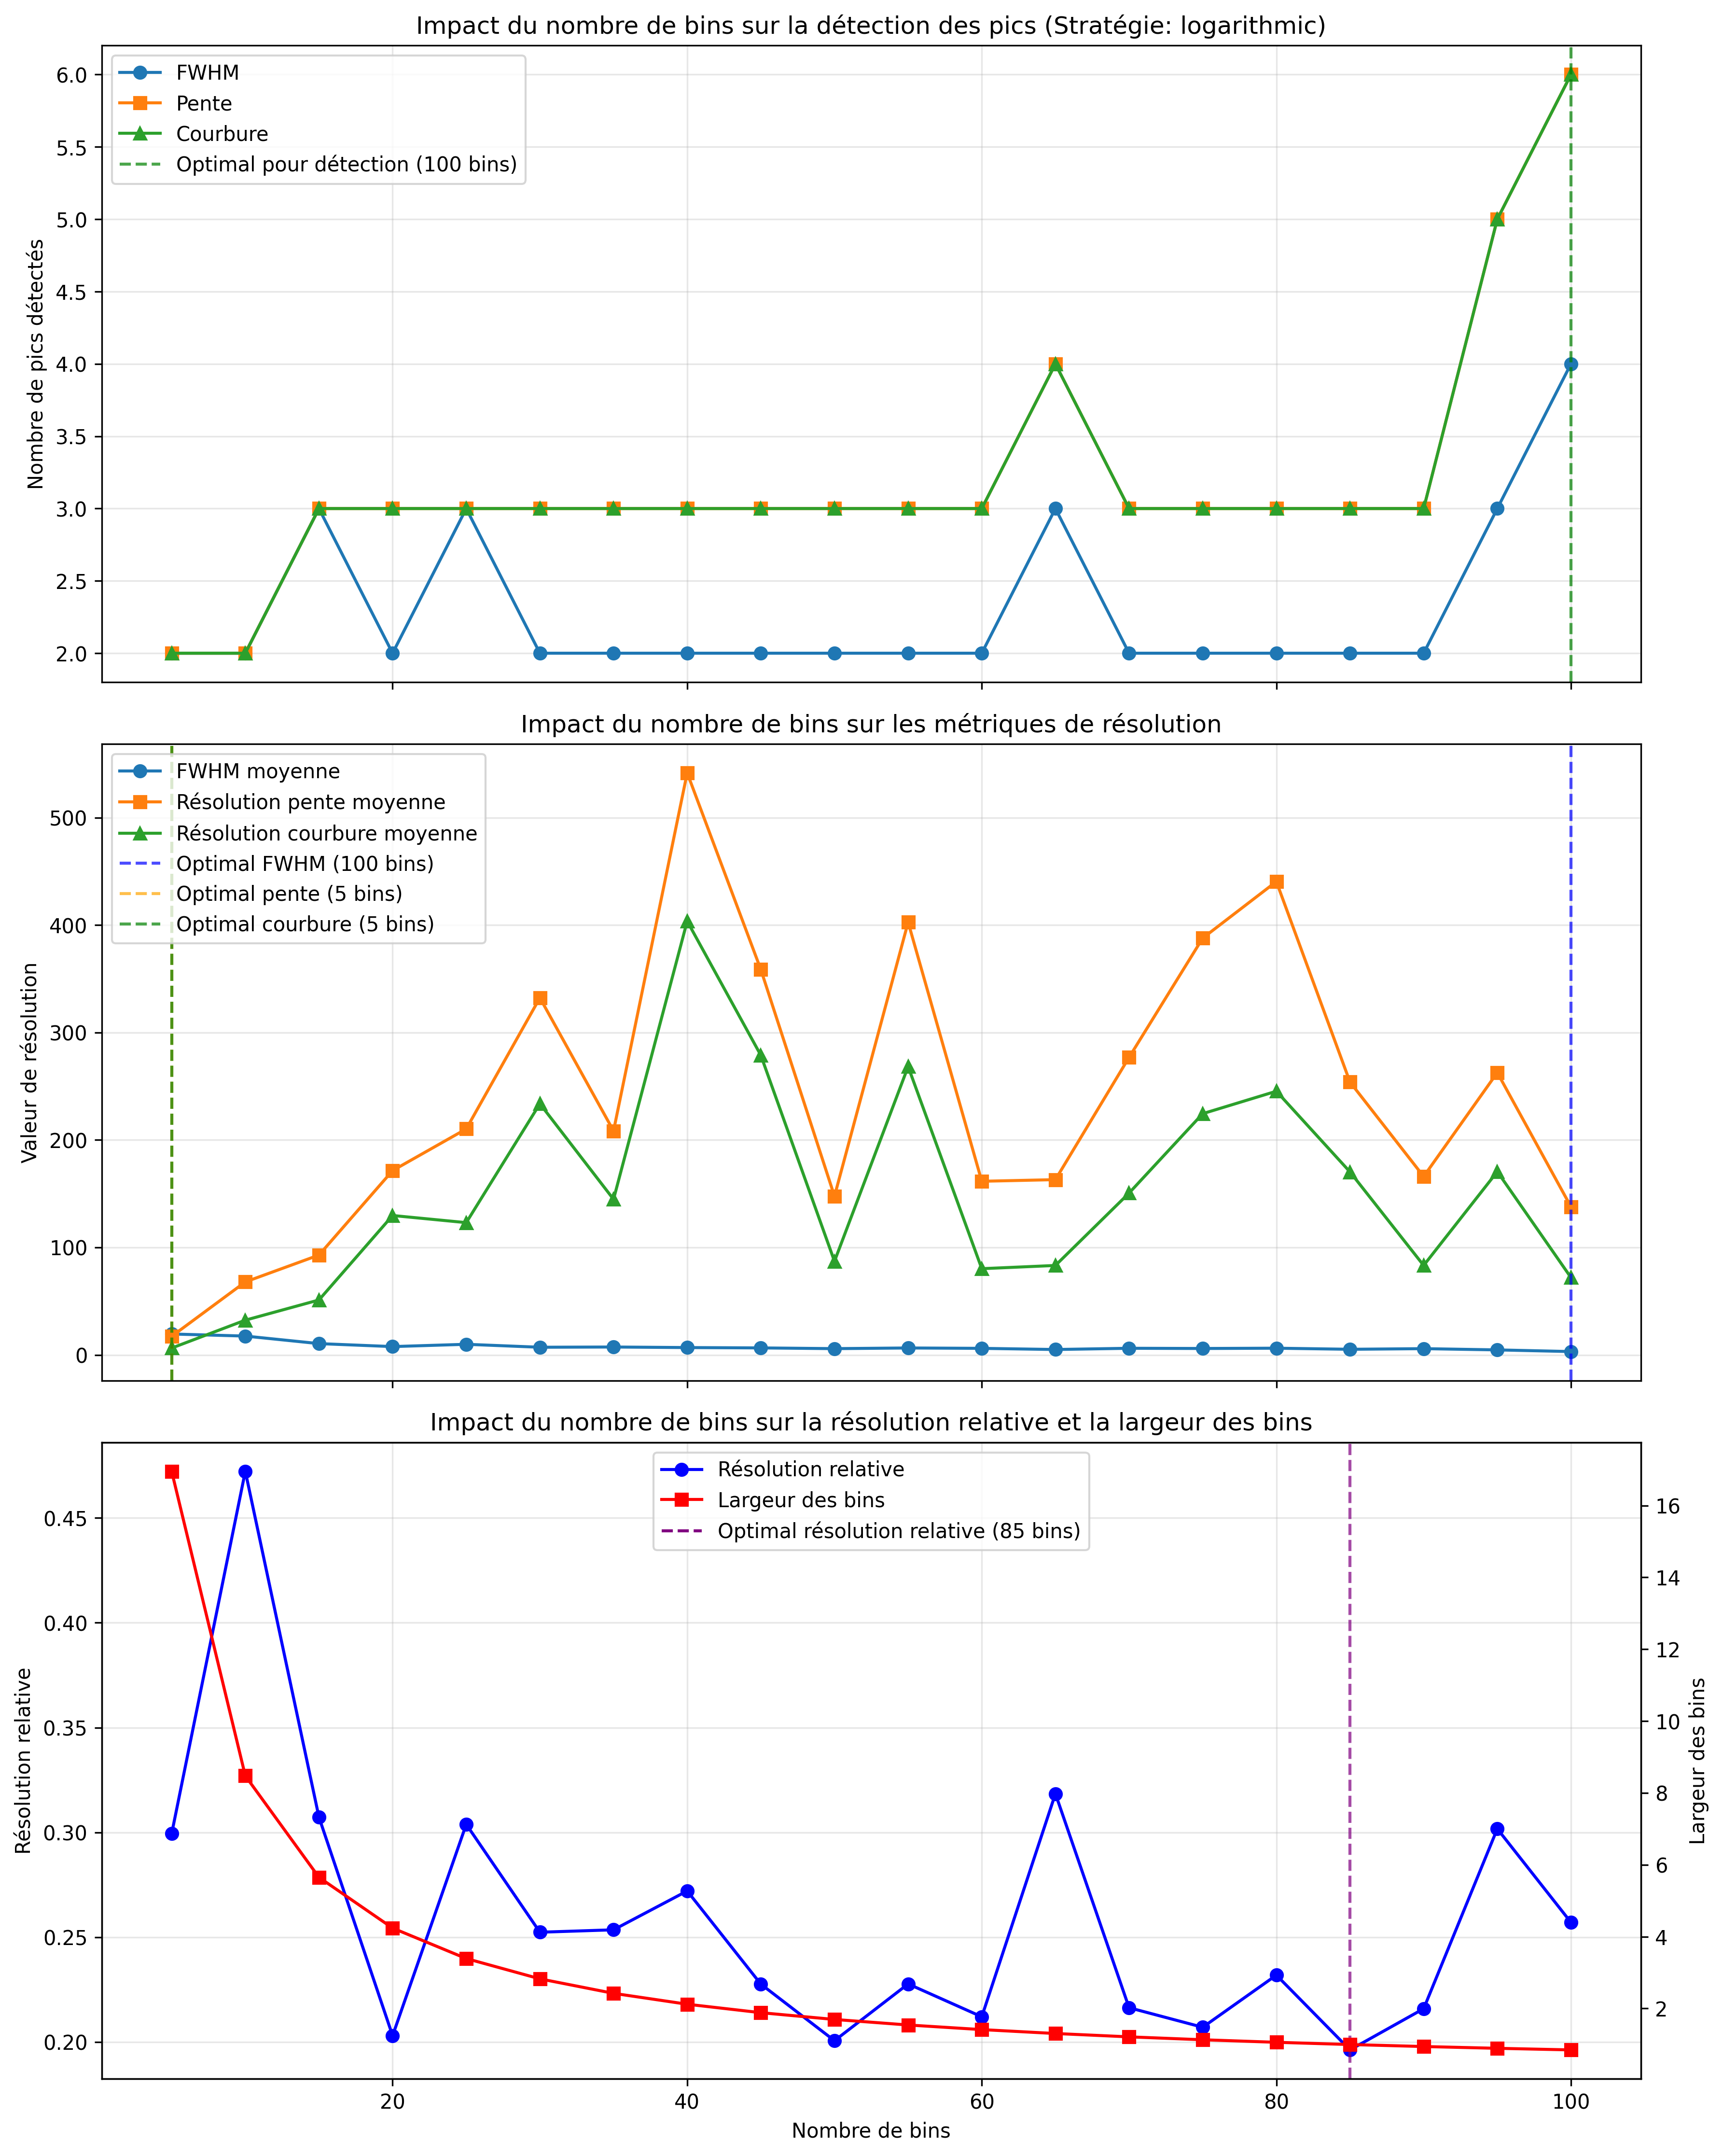 Impact du nombre de bins sur la détection des pics (Stratégie: logarithmic)
FWHM
Pente
Courbure
Optimal pour détection (100 bins)
Nombre de pics détectés
6.0
5.5
5.0
4.5
4.0
3.5
3.0
2.5
2.0
Impact du nombre de bins sur les métriques de résolution
FWHM moyenne
Résolution pente moyenne
Résolution courbure moyenne
Optimal FWHM (100 bins)
Optimal pente (5 bins)
Optimal courbure (5 bins)
Valeur de résolution
500
400
300
200
100
0
Impact du nombre de bins sur la résolution relative et la largeur des bins
Résolution relative
Largeur des bins
Optimal résolution relative (85 bins)
Résolution relative
0.45
0.40
0.35
0.30
0.25
0.20
16
14
12
10
8
6
4
2
Largeur des bins
20
40
60
80
100
Nombre de bins